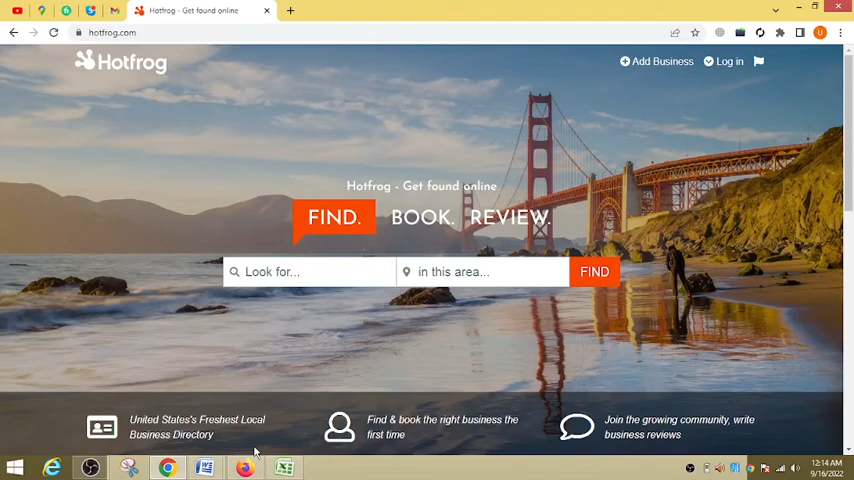 Hotfrog - Get found online
hotfrog.com
U
Hotfrog
Add Business
Log in
Hotfrog - Get found online
FIND. BOOK. REVIEW.
Look for...
in this area...
FIND
United States's Freshest Local
Business Directory
Find & book the right business the
first time
Join the growing community, write
business reviews
12:14 AM
9/16/2022